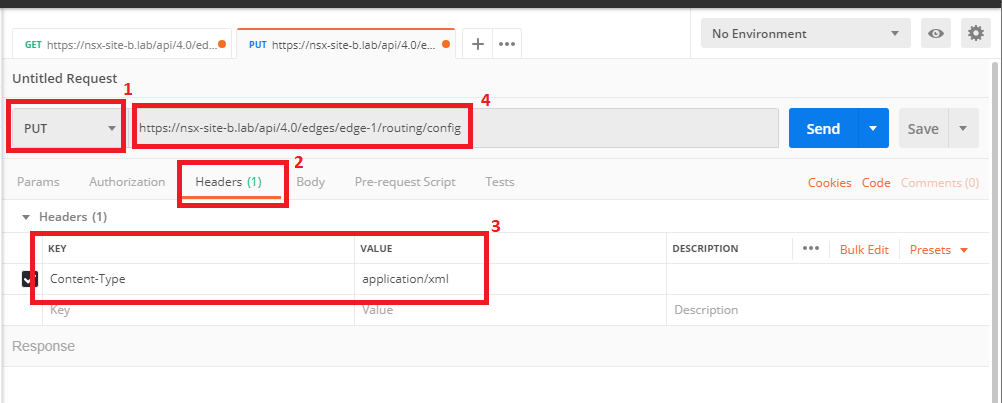 GET https://nsx-site-b.lab/api/4.0/ed... PUT https://nsx-site-b.lab/api/4.0/e... + ••• No Environment
Untitled Request
1
4
PUT https://nsx-site-b.lab/api/4.0/edges/edge-1/routing/config Send Save
2
Params Authorization Headers (1) Body Pre-request Script Tests Cookies Code Comments (0)
Headers (1)
3
KEY VALUE DESCRIPTION ••• Bulk Edit Presets
Content-Type application/xml
Key Value Description
Response